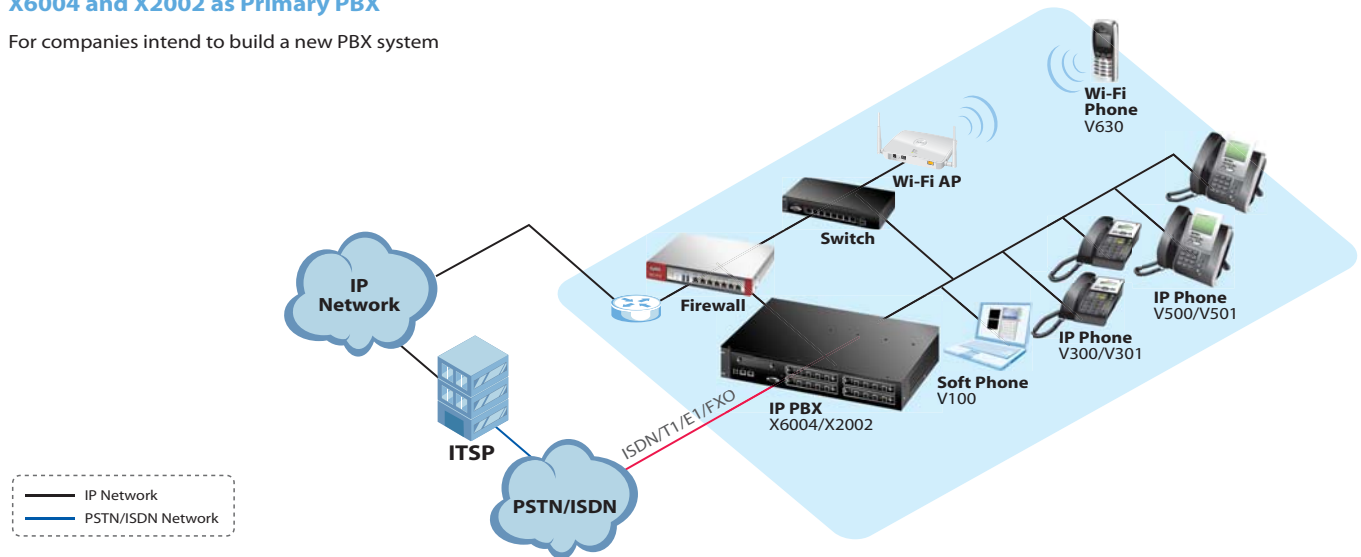 X6004 and X2002 as Primary PBX
For companies intend to build a new PBX system
Wi-Fi
Phone
V630
Wi-Fi AP
Switch
IP
Network
Firewall
IP Phone
V500/V501
IP Phone
V300/V301
Soft Phone
V100
IP PBX
X6004/X2002
ISDN/T1/E1/FXO
ITSP
PSTN/ISDN
IP Network
PSTN/ISDN Network